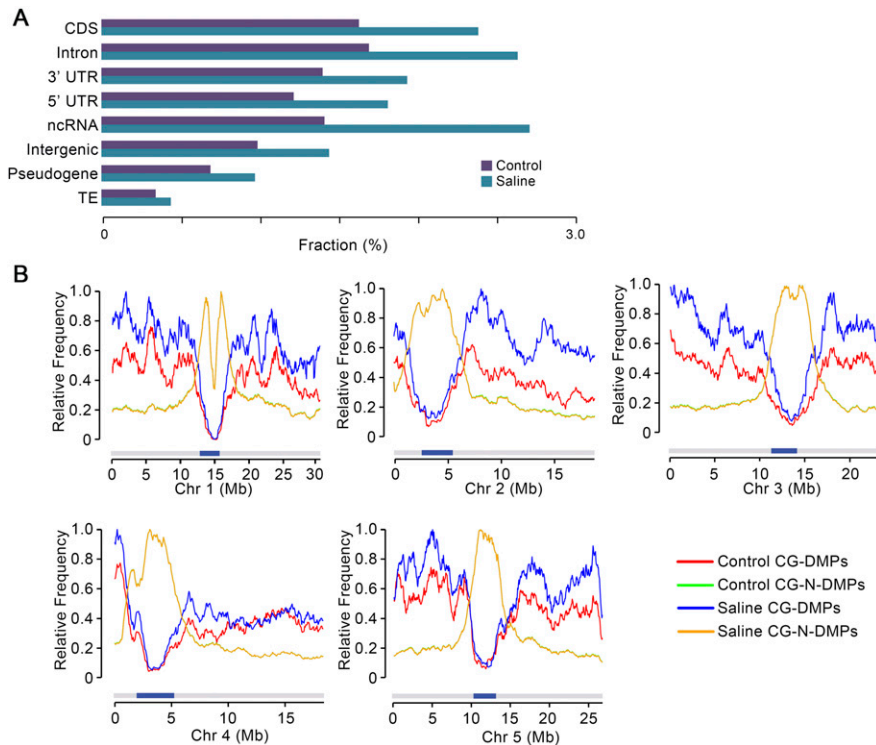 A
CDS
Intron
3' UTR
5' UTR
ncRNA
Intergenic
Pseudogene
TE
Control
Saline
0 3.0
Fraction (%)
B
Relative Frequency
1.0
0.8
0.6
0.4
0.2
0
0 5 10 15 20 25 30
Chr 1 (Mb)
Relative Frequency
1.0
0.8
0.6
0.4
0.2
0
0 5 10 15
Chr 2 (Mb)
Relative Frequency
1.0
0.8
0.6
0.4
0.2
0
0 5 10 15 20
Chr 3 (Mb)
Relative Frequency
1.0
0.8
0.6
0.4
0.2
0
0 5 10 15
Chr 4 (Mb)
Relative Frequency
1.0
0.8
0.6
0.4
0.2
0
0 5 10 15 20 25
Chr 5 (Mb)
Control CG-DMPs
Control CG-N-DMPs
Saline CG-DMPs
Saline CG-N-DMPs